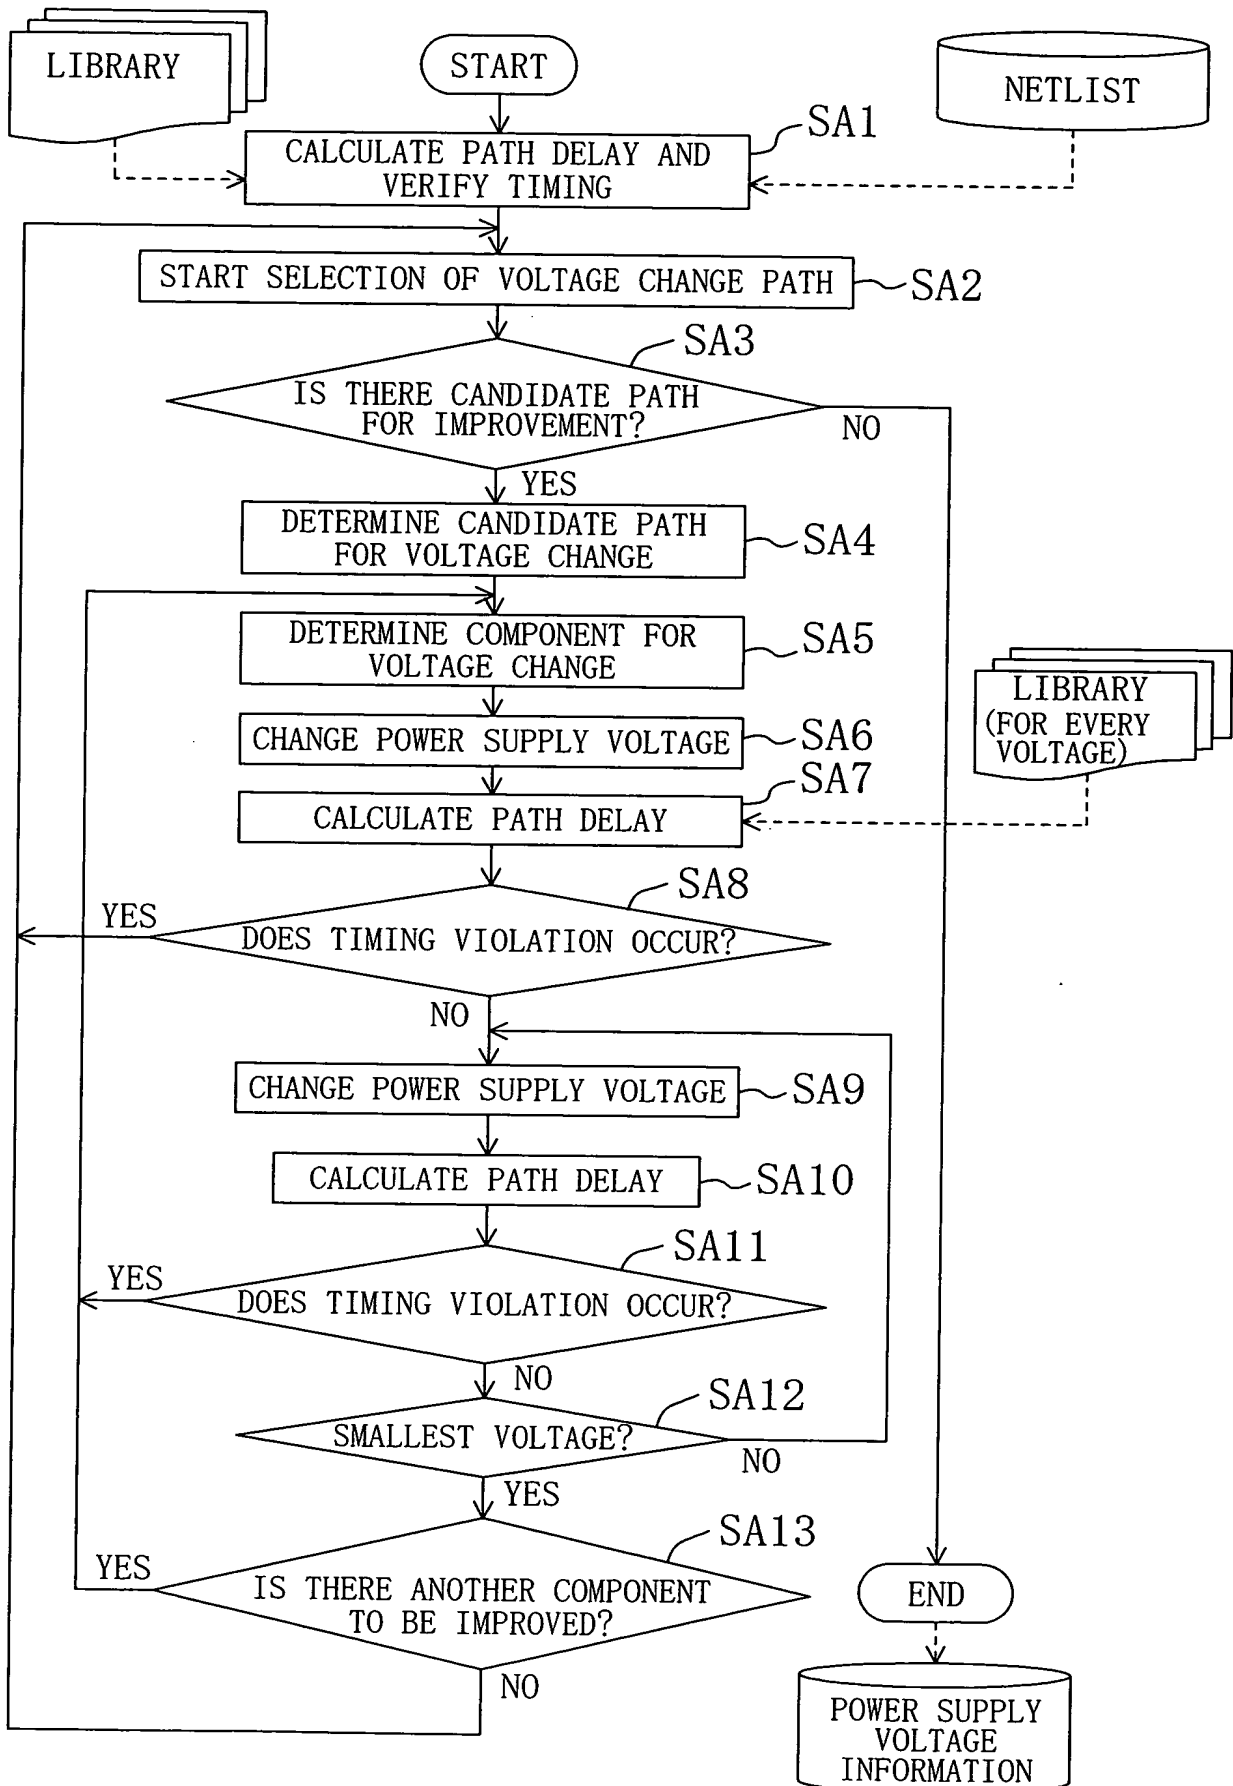 LIBRARY
START
NETLIST
SA1
CALCULATE PATH DELAY AND
VERIFY TIMING
START SELECTION OF VOLTAGE CHANGE PATH
SA2
SA3
IS THERE CANDIDATE PATH
FOR IMPROVEMENT?
NO
YES
DETERMINE CANDIDATE PATH
FOR VOLTAGE CHANGE
SA4
DETERMINE COMPONENT FOR
VOLTAGE CHANGE
SA5
LIBRARY
(FOR EVERY
VOLTAGE)
CHANGE POWER SUPPLY VOLTAGE
SA6
SA7
CALCULATE PATH DELAY
SA8
YES
DOES TIMING VIOLATION OCCUR?
NO
CHANGE POWER SUPPLY VOLTAGE
SA9
CALCULATE PATH DELAY
SA10
SA11
YES
DOES TIMING VIOLATION OCCUR?
NO
SA12
SMALLEST VOLTAGE?
NO
YES
SA13
YES
IS THERE ANOTHER COMPONENT
TO BE IMPROVED?
NO
END
POWER SUPPLY
VOLTAGE
INFORMATION